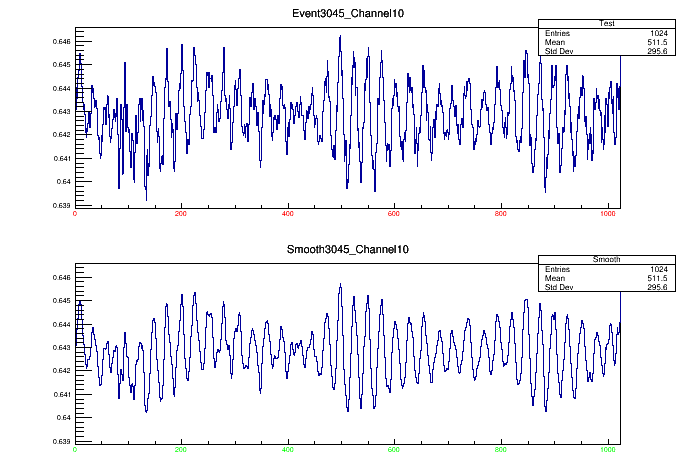 Event3045_Channel10
Test
Entries 1024
Mean 511.5
Std Dev 295.6
0.646
0.645
0.644
0.643
0.642
0.641
0.64
0.639
0 200 400 600 800 1000
Smooth3045_Channel10
Smooth
Entries 1024
Mean 511.5
Std Dev 295.6
0.646
0.645
0.644
0.643
0.642
0.641
0.64
0.639
0 200 400 600 800 1000